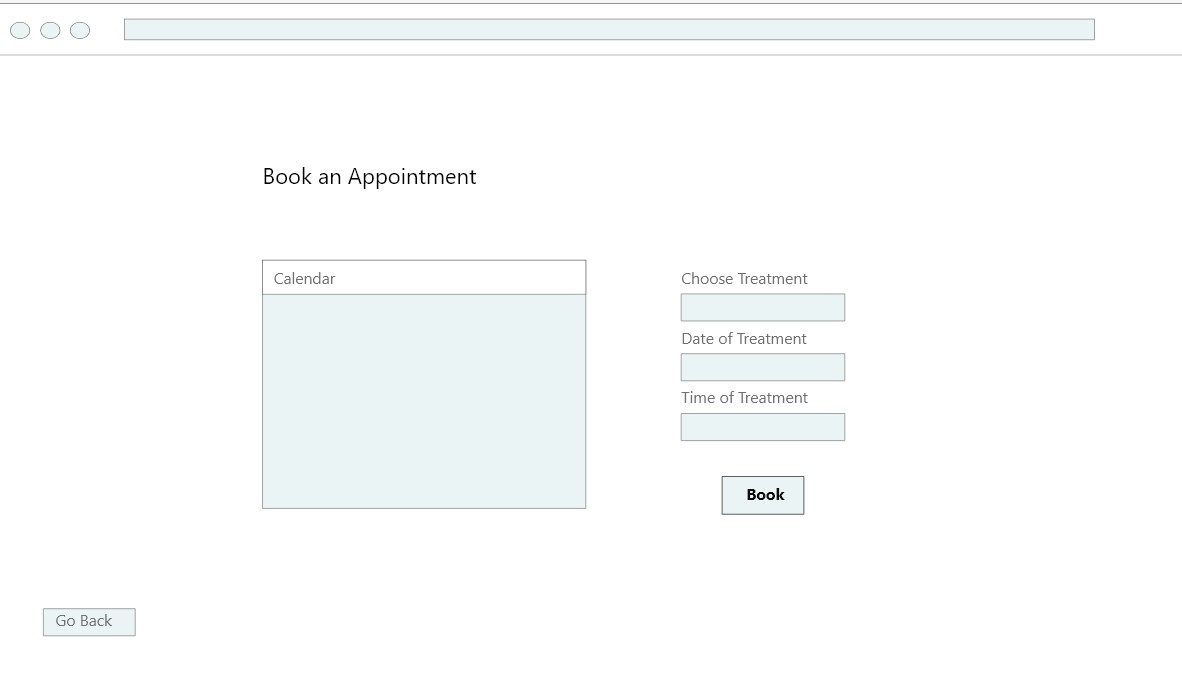 Book an Appointment
Calendar
Choose Treatment
Date of Treatment
Time of Treatment
Book
Go Back